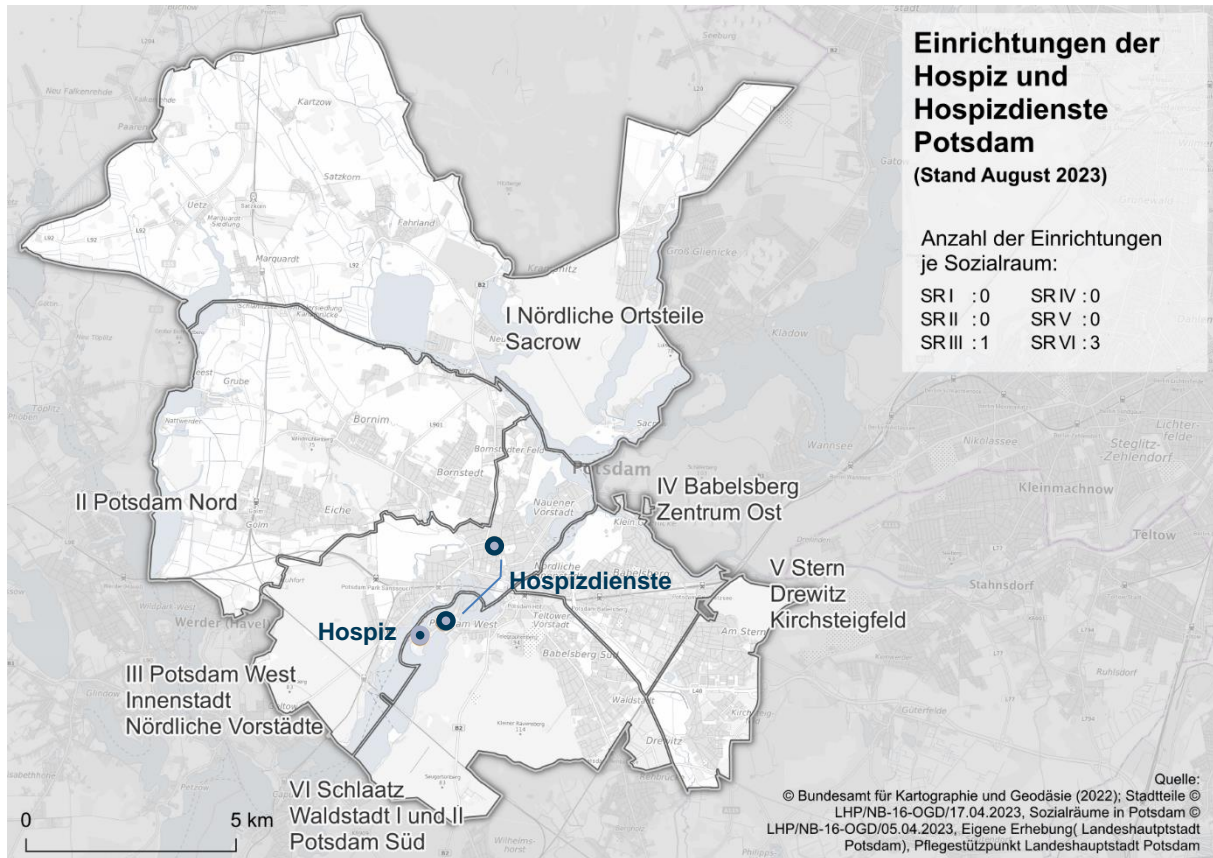 Einrichtungen der
Hospiz und
Hospizdienste
Potsdam
(Stand August 2023)
Anzahl der Einrichtungen
je Sozialraum:
SR I : 0 SR IV : 0
SR II : 0 SR V : 0
SR III : 1 SR VI : 3
I Nördliche Ortsteile
Sacrow
II Potsdam Nord
IV Babelsberg
Zentrum Ost
V Stern
Drewitz
Kirchsteigfeld
Hospizdienste
Hospiz
III Potsdam West
Innenstadt
Nördliche Vorstädte
VI Schlaatz
Waldstadt I und II
Potsdam Süd
0 5 km
Quelle:
© Bundesamt für Kartographie und Geodäsie (2022); Stadtteile ©
LHP/NB-16-OGD/17.04.2023, Sozialräume in Potsdam ©
LHP/NB-16-OGD/05.04.2023, Eigene Erhebung( Landeshautptstadt
Potsdam), Pflegestützpunkt Landeshauptstadt Potsdam
Kartzow
Satzkorn
Uetz
Marquardt-
Siedlung
Fahrland
Marquardt
Groß Glienicke
Kladow
Gatow
Seeburg
Grube
Bornim
Bornstedter Feld
Bornstedt
Nauener
Vorstadt
Potsdam
Eiche
Golm
Wannsee
Nikolassee
Steglitz-
Zehlendorf
Kleinmachnow
Teltow
Stahnsdorf
Babelsberg
Teltower
Vorstadt
Babelsberg Süd
Am Stern
Waldstadt
Drewitz
Werder (Havel)
Güterfelde
Ruhlsdorf